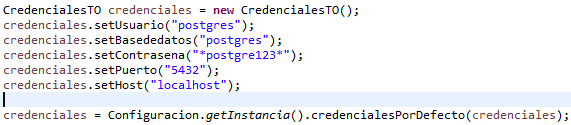 CredencialesTO credenciales = new CredencialesTO();
credenciales.setUsuario("postgres");
credenciales.setBasededatos("postgres");
credenciales.setContrasena("*postgre123*");
credenciales.setPuerto("5432");
credenciales.setHost("localhost");
credenciales = Configuracion.getInstancia().credencialesPorDefecto(credenciales);